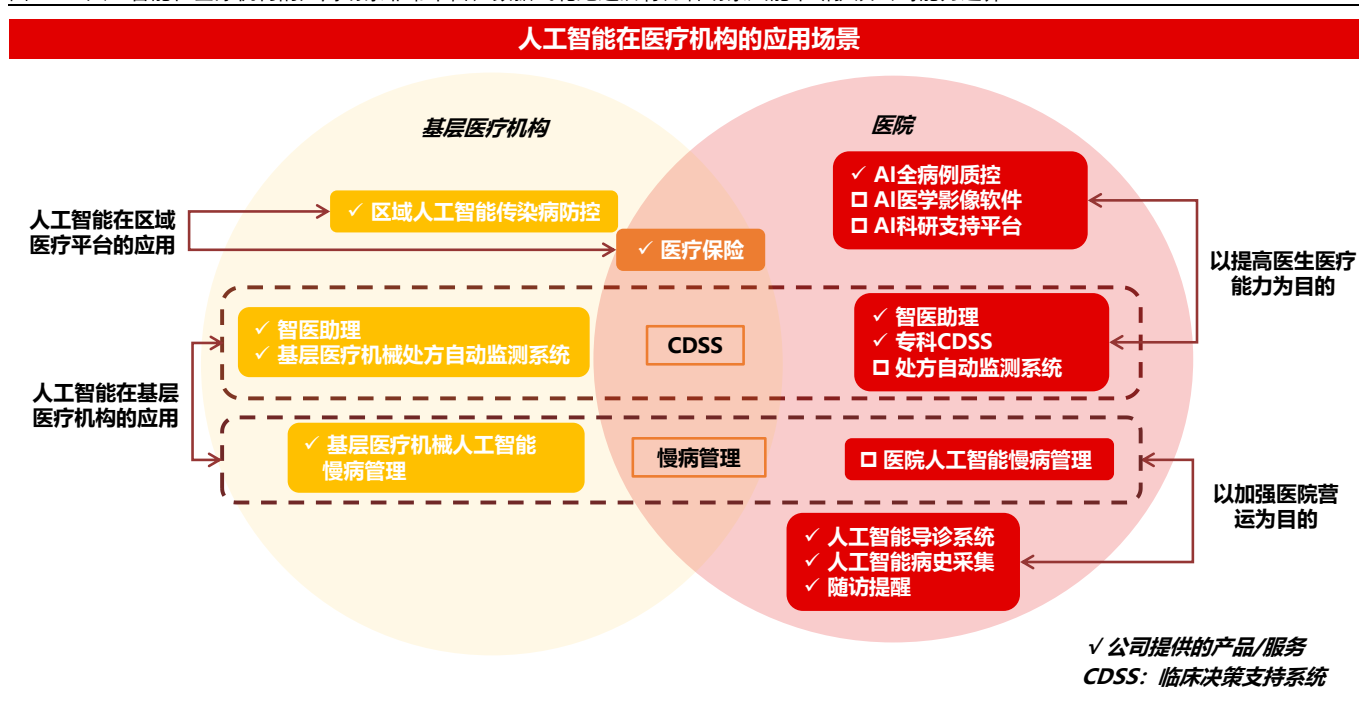 人工智能在医疗机构的应用场景
基层医疗机构
医院
人工智能在区域
医疗平台的应用
✓ 区域人工智能传染病防控
✓ 医疗保险
✓ AI全病例质控
□ AI医学影像软件
□ AI科研支持平台
以提高医生医疗
能力为目的
✓ 智医助理
✓ 基层医疗机械处方自动监测系统
CDSS
✓ 智医助理
✓ 专科CDSS
□ 处方自动监测系统
人工智能在基层
医疗机构的应用
✓ 基层医疗机械人工智能
慢病管理
慢病管理
□ 医院人工智能慢病管理
以加强医院营
运为目的
✓ 人工智能导诊系统
✓ 人工智能病史采集
✓ 随访提醒
√ 公司提供的产品/服务
CDSS：临床决策支持系统